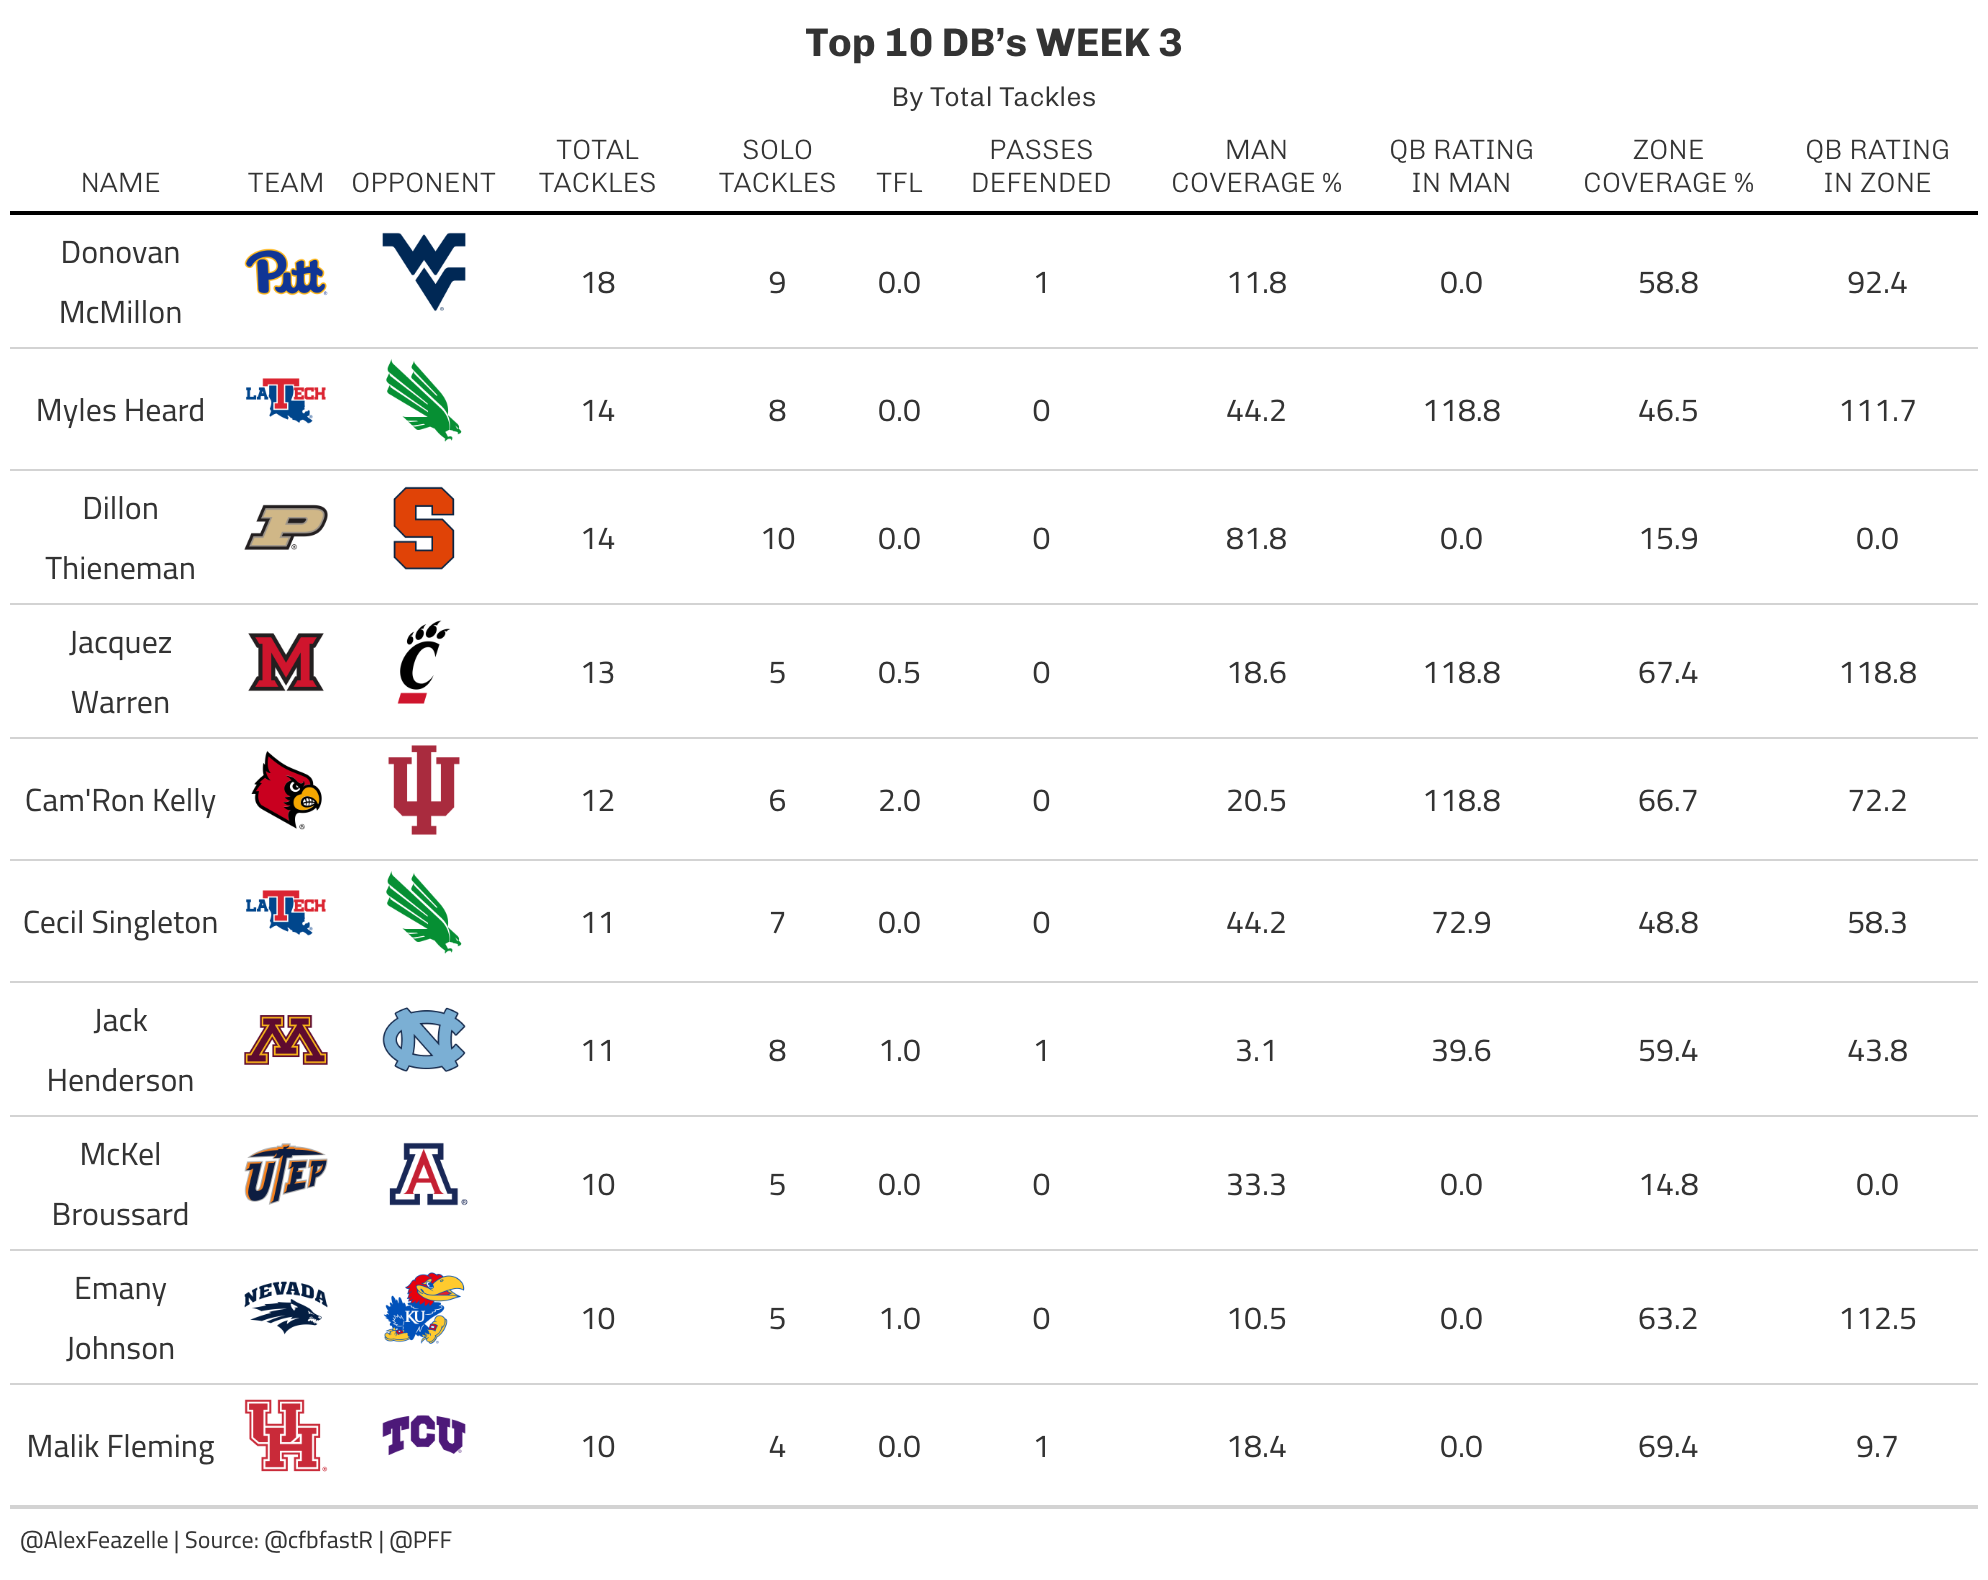 Top 10 DB’s WEEK 3
By Total Tackles
NAME TEAM OPPONENT TOTAL TACKLES SOLO TACKLES TFL PASSES DEFENDED MAN COVERAGE % QB RATING IN MAN ZONE COVERAGE % QB RATING IN ZONE
Donovan McMillon Pitt WV 18 9 0.0 1 11.8 0.0 58.8 92.4
Myles Heard LA TECH 14 8 0.0 0 44.2 118.8 46.5 111.7
Dillon Thieneman P S 14 10 0.0 0 81.8 0.0 15.9 0.0
Jacquez Warren M C 13 5 0.5 0 18.6 118.8 67.4 118.8
Cam'Ron Kelly IU 12 6 2.0 0 20.5 118.8 66.7 72.2
Cecil Singleton LA TECH 11 7 0.0 0 44.2 72.9 48.8 58.3
Jack Henderson M NC 11 8 1.0 1 3.1 39.6 59.4 43.8
McKel Broussard UTEP A 10 5 0.0 0 33.3 0.0 14.8 0.0
Emany Johnson NEVADA KU 10 5 1.0 0 10.5 0.0 63.2 112.5
Malik Fleming UH TCU 10 4 0.0 1 18.4 0.0 69.4 9.7
@AlexFeazelle | Source: @cfbfastR | @PFF